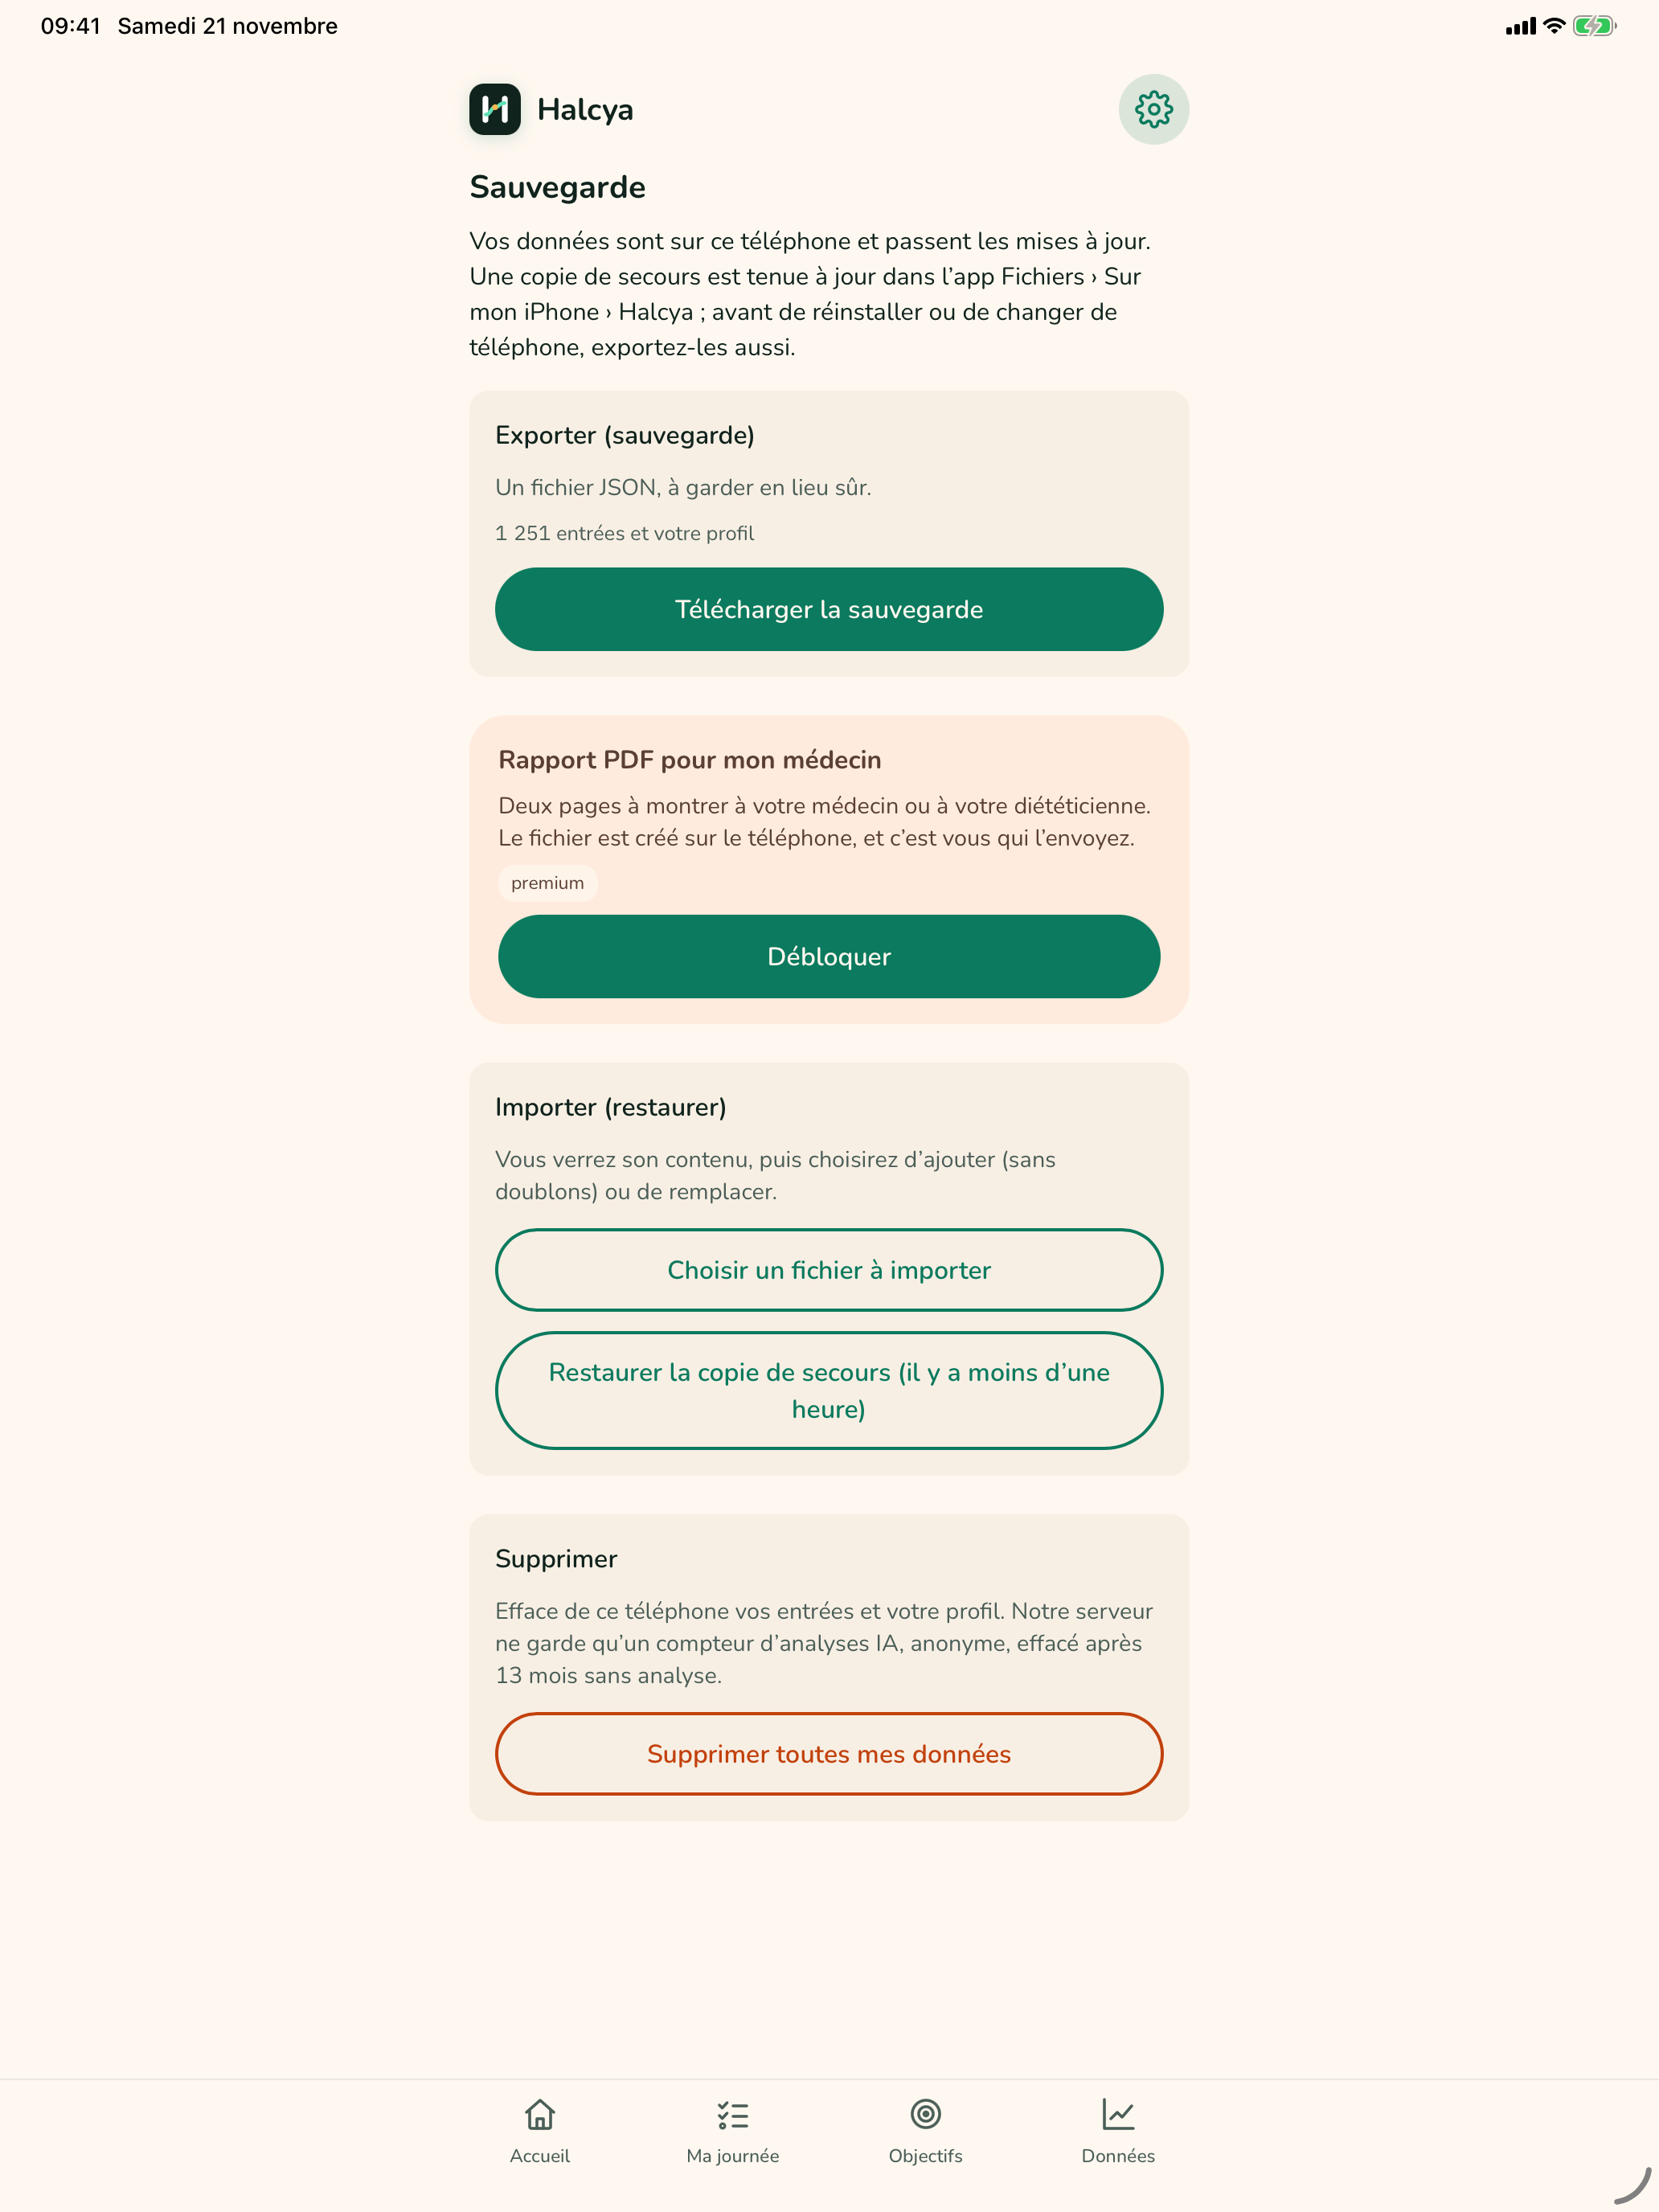 09:41 Samedi 21 novembre
Halcya
Sauvegarde
Vos données sont sur ce téléphone et passent les mises à jour.
Une copie de secours est tenue à jour dans l’app Fichiers › Sur
mon iPhone › Halcya ; avant de réinstaller ou de changer de
téléphone, exportez-les aussi.
Exporter (sauvegarde)
Un fichier JSON, à garder en lieu sûr.
1 251 entrées et votre profil
Télécharger la sauvegarde
Rapport PDF pour mon médecin
Deux pages à montrer à votre médecin ou à votre diététicienne.
Le fichier est créé sur le téléphone, et c’est vous qui l’envoyez.
premium
Débloquer
Importer (restaurer)
Vous verrez son contenu, puis choisirez d’ajouter (sans
doublons) ou de remplacer.
Choisir un fichier à importer
Restaurer la copie de secours (il y a moins d’une
heure)
Supprimer
Efface de ce téléphone vos entrées et votre profil. Notre serveur
ne garde qu’un compteur d’analyses IA, anonyme, effacé après
13 mois sans analyse.
Supprimer toutes mes données
Accueil
Ma journée
Objectifs
Données